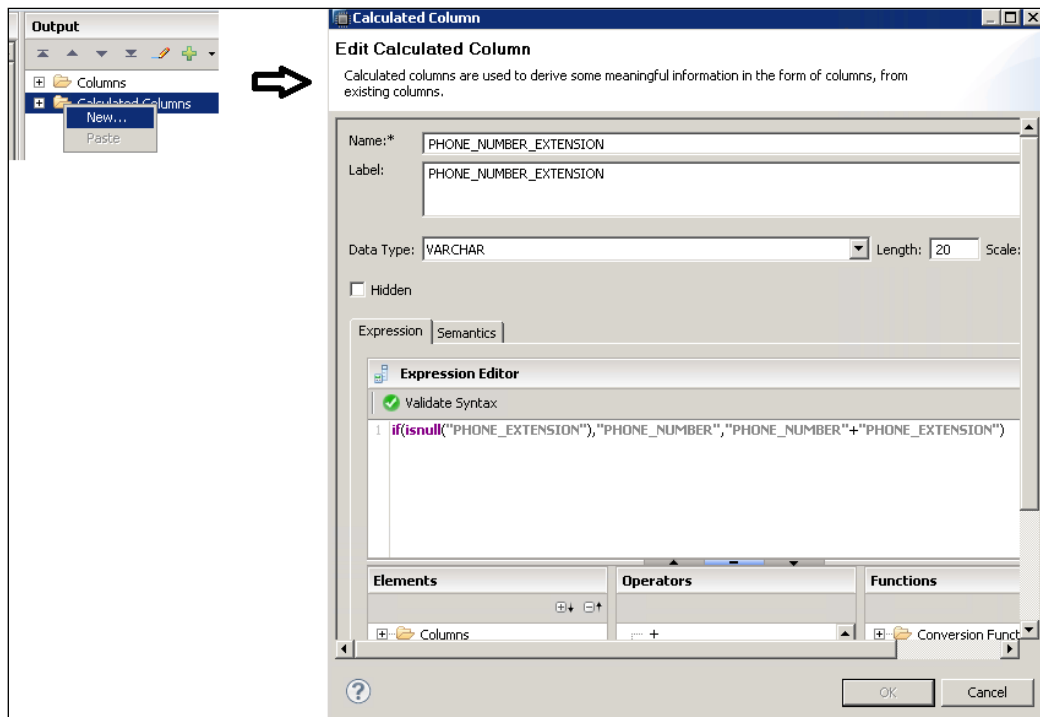 Output
Columns
Calculated Columns
New...
Paste
Calculated Column
Edit Calculated Column
Calculated columns are used to derive some meaningful information in the form of columns, from
existing columns.
Name:* PHONE_NUMBER_EXTENSION
Label: PHONE_NUMBER_EXTENSION
Data Type: VARCHAR Length: 20 Scale:
Hidden
Expression Semantics
Expression Editor
Validate Syntax
1 if(isnull("PHONE_EXTENSION"),"PHONE_NUMBER","PHONE_NUMBER"+"PHONE_EXTENSION")
Elements Operators Functions
Columns + Conversion Funct
? OK Cancel